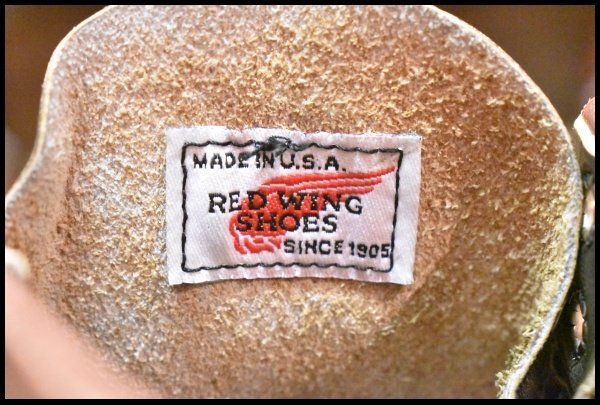 MADE IN U.S.A.
RED WING
SHOES
SINCE 1905